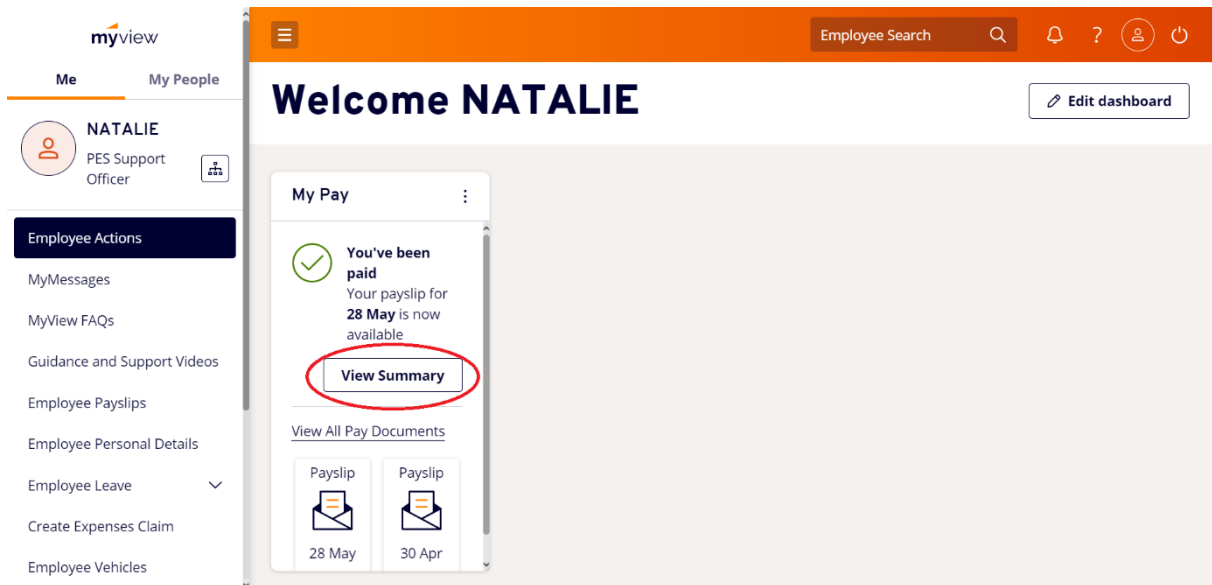 myview
Me
My People
NATALIE
PES Support
Officer
Employee Actions
MyMessages
MyView FAQs
Guidance and Support Videos
Employee Payslips
Employee Personal Details
Employee Leave
Create Expenses Claim
Employee Vehicles
Employee Search
?
Welcome NATALIE
Edit dashboard
My Pay
You've been
paid
Your payslip for
28 May is now
available
View Summary
View All Pay Documents
Payslip
28 May
Payslip
30 Apr